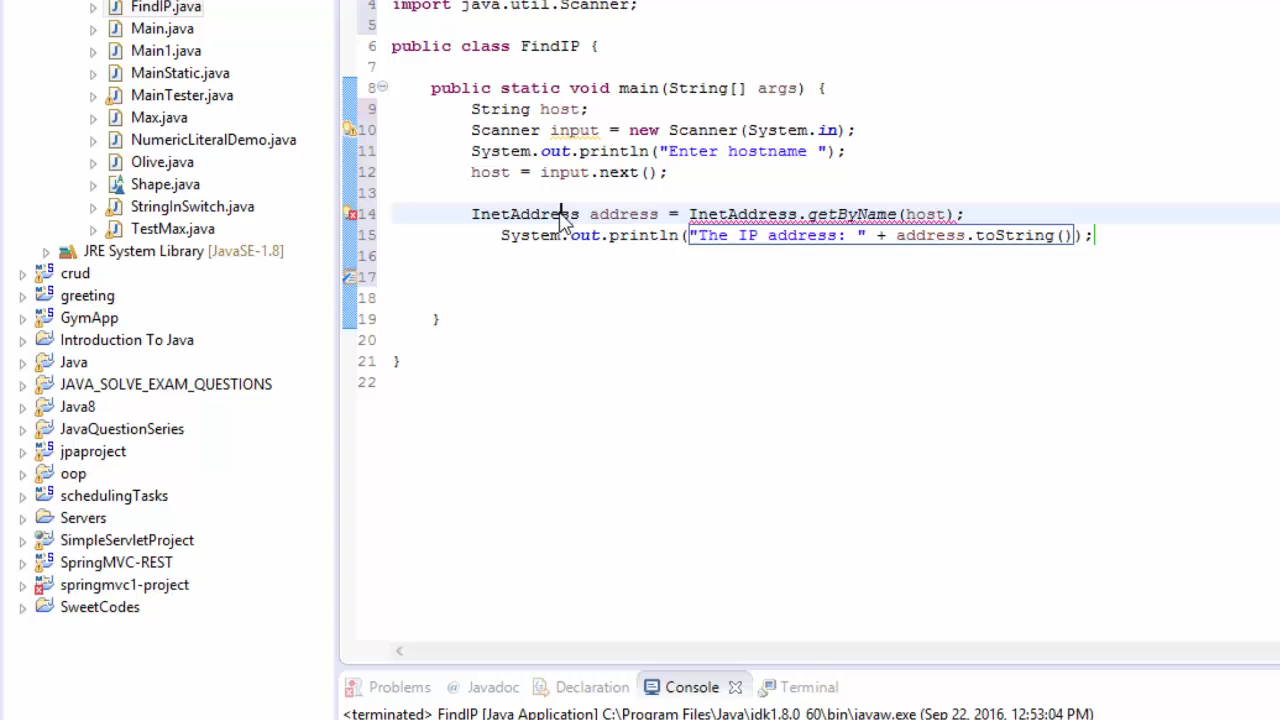 FindIP.java
Main.java
Main1.java
MainStatic.java
MainTester.java
Max.java
NumericLiteralDemo.java
Olive.java
Shape.java
StringInSwitch.java
TestMax.java
JRE System Library [JavaSE-1.8]
crud
greeting
GymApp
Introduction To Java
Java
JAVA_SOLVE_EXAM_QUESTIONS
Java8
JavaQuestionSeries
jpaproject
oop
schedulingTasks
Servers
SimpleServletProject
SpringMVC-REST
springmvc1-project
SweetCodes
4 import java.util.Scanner;
5
6 public class FindIP {
7
8 public static void main(String[] args) {
9 String host;
10 Scanner input = new Scanner(System.in);
11 System.out.println("Enter hostname ");
12 host = input.next();
13
14 InetAddress address = InetAddress.getByName(host);
15 System.out.println("The IP address: " + address.toString());
16
17
18
19 }
20
21 }
22
Problems @ Javadoc Declaration Console Terminal
<terminated> FindIP [Java Application] C:\Program Files\Java\jdk1.8.0_60\bin\javaw.exe (Sep 22, 2016, 12:53:04 PM)